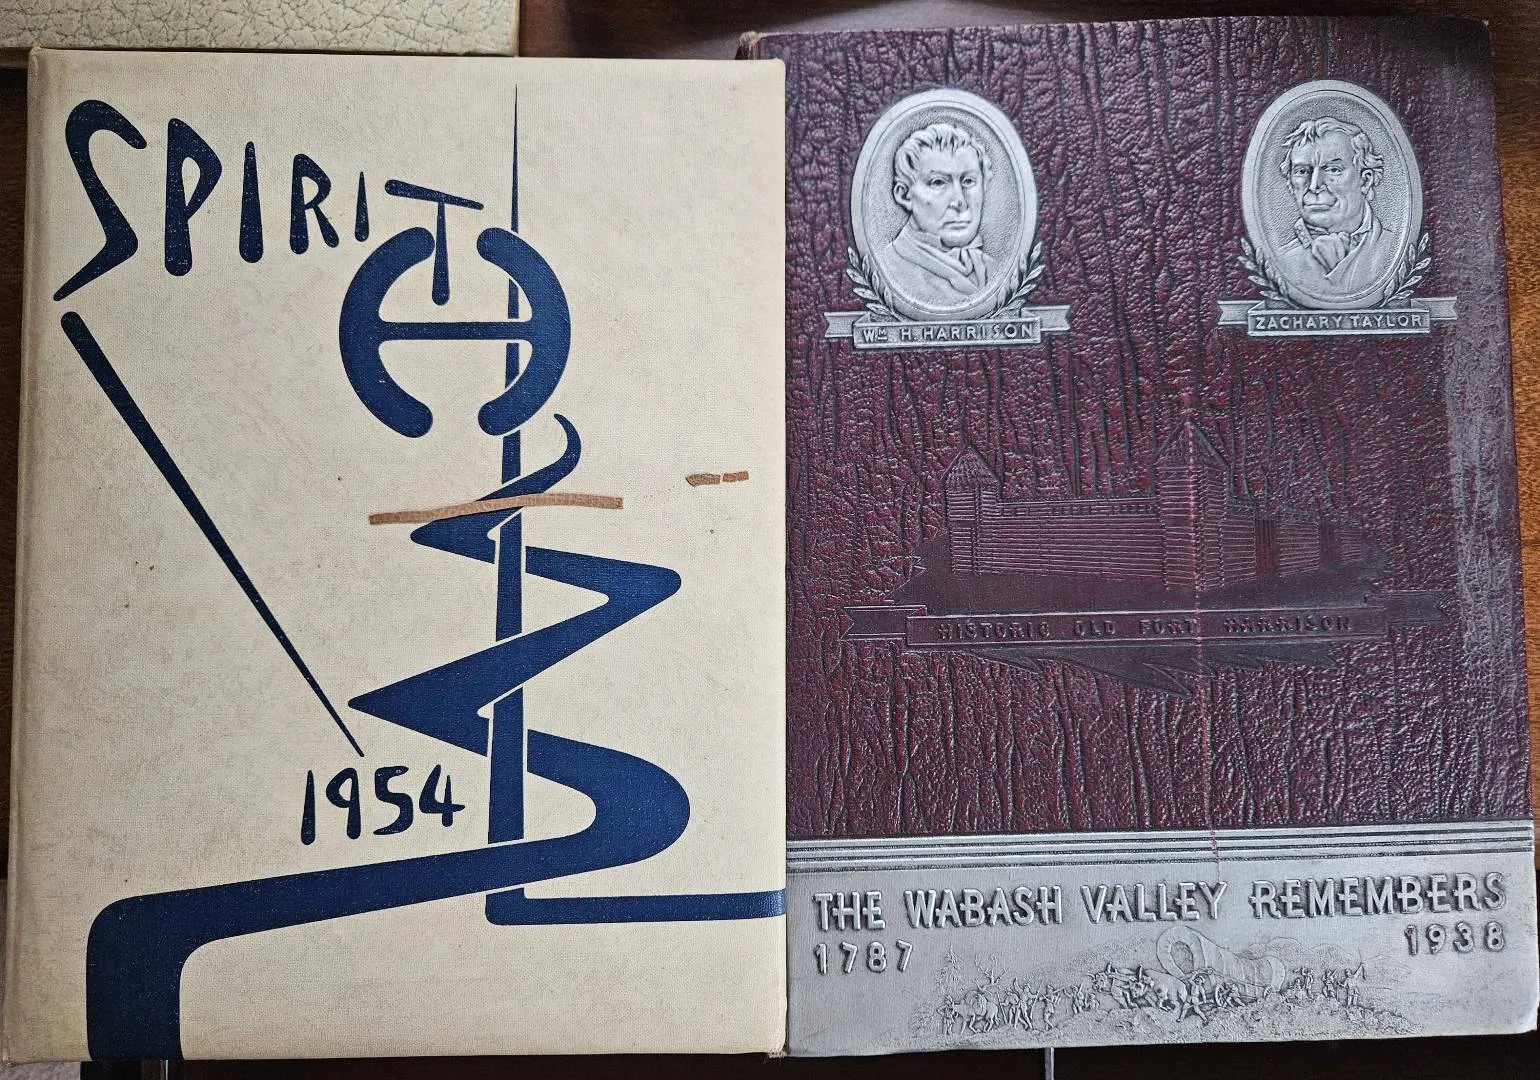 SPIRIT
H
1954
Wm H. HARRISON
ZACHARY TAYLOR
HISTORIC OLD FORT HARRISON
THE WABASH VALLEY REMEMBERS
1787 1938